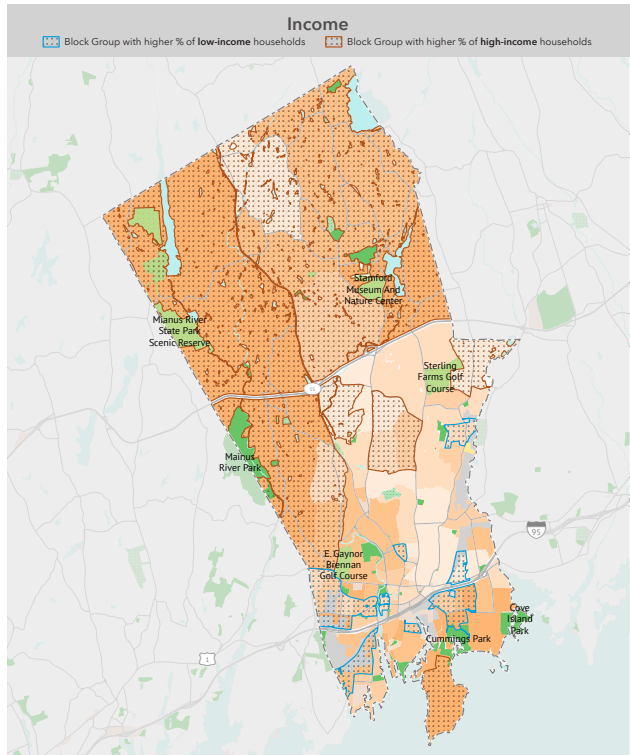 Income
Block Group with higher % of low-income households
Block Group with higher % of high-income households
Stamford
Museum And
Nature Center
Mianus River
State Park
Scenic Reserve
Sterling
Farms Golf
Course
15
Mainus
River Park
95
E. Gaynor
Brennan
Golf Course
Cove
Island
Park
Cummings Park
1